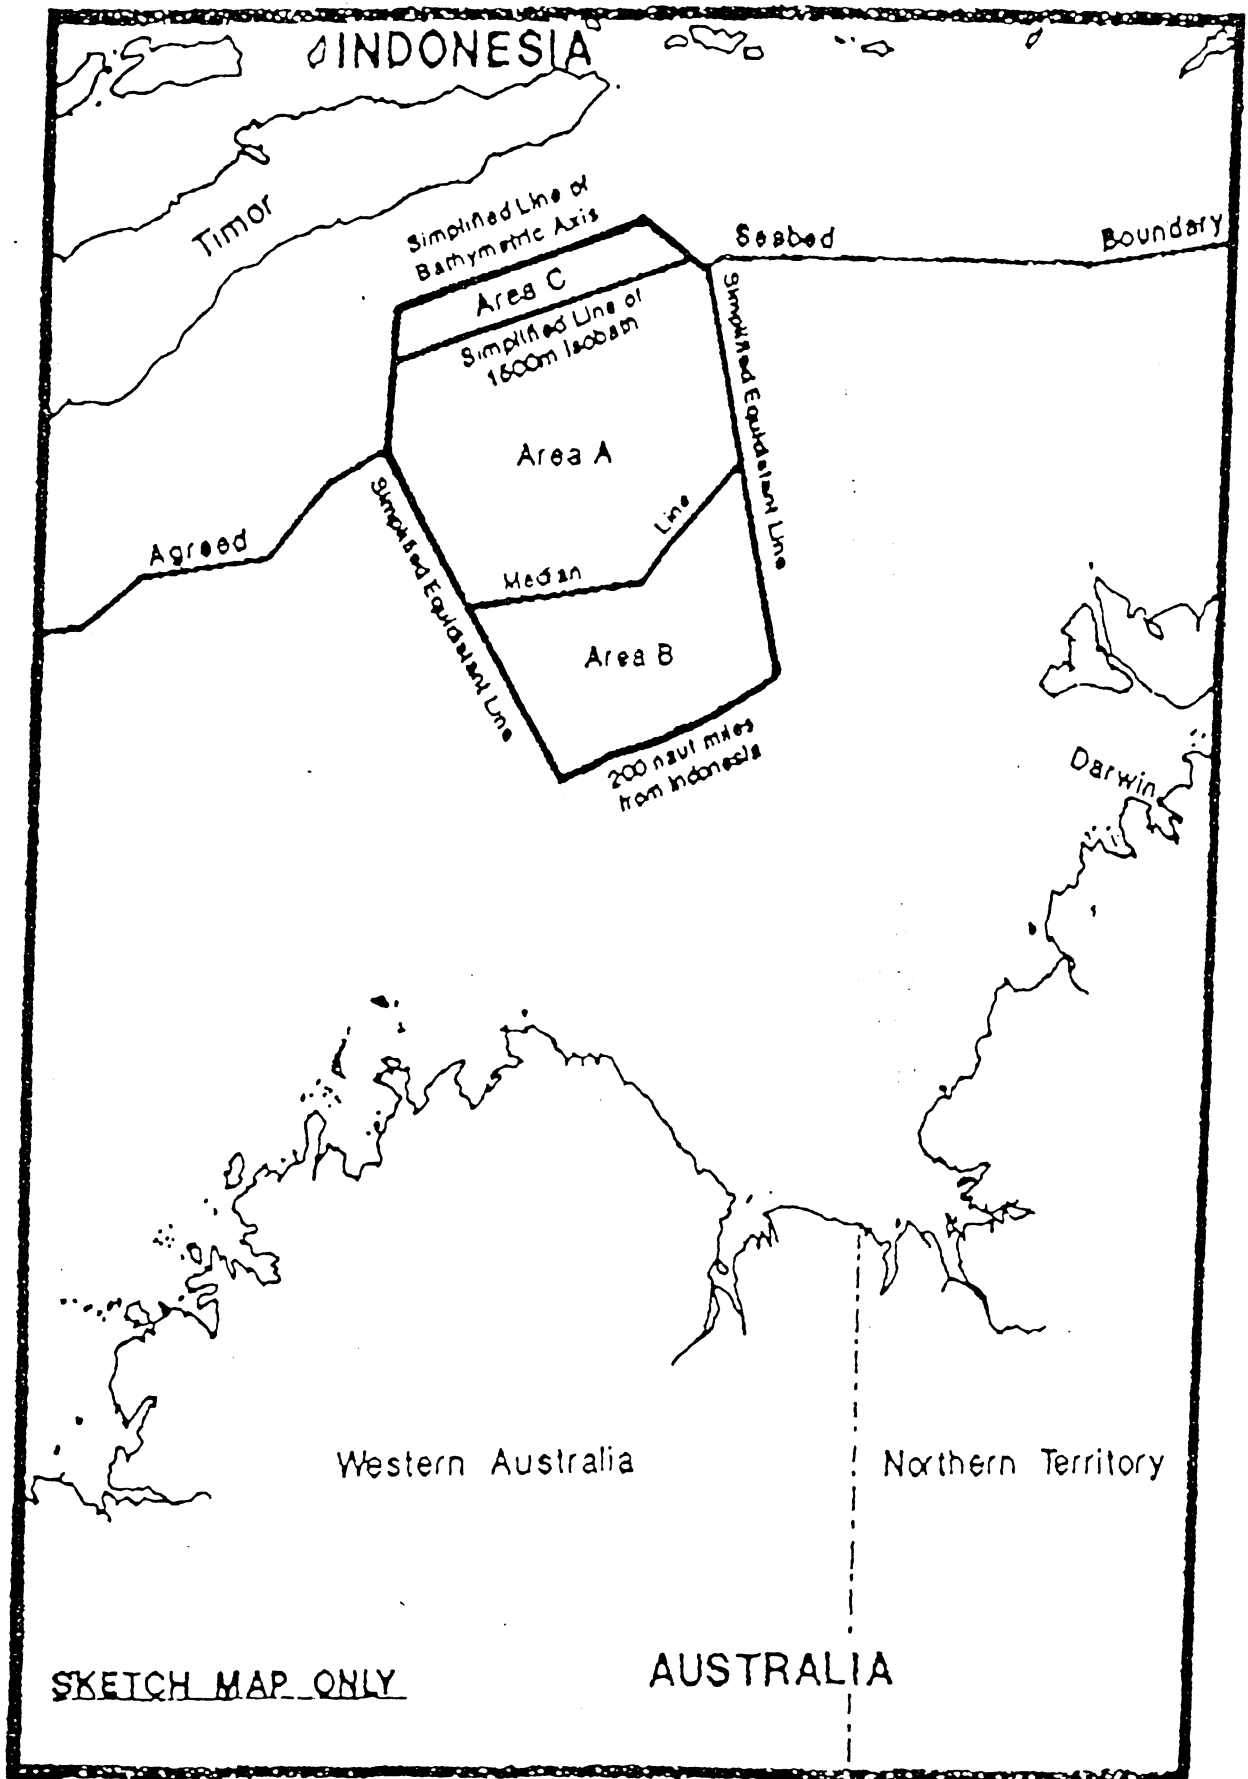 INDONESIA
Timor
Simplified Line of
Bathymetric Axis
Seabed
Boundary
Area C
Simplified Line of
1500m Isobath
Simplified Equidistant Line
Area A
Agreed
Simplified Equidistant Line
Line
Median
Area B
200 naut miles
from Indonesia
Darwin
Western Australia
Northern Territory
AUSTRALIA
SKETCH MAP ONLY